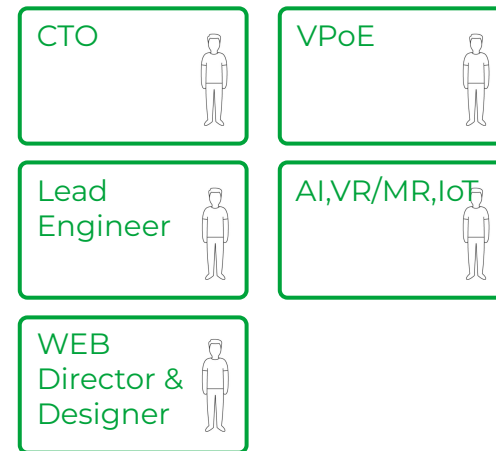 CTO
VPoE
Lead
Engineer
AI,VR/MR,IoT
WEB
Director &
Designer